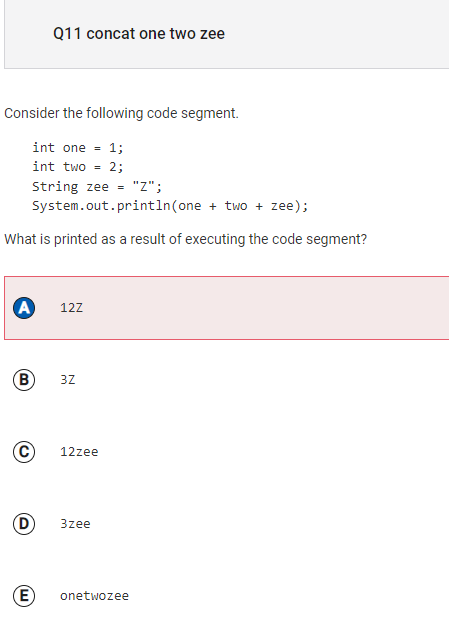 Q11 concat one two zee
Consider the following code segment.
int one = 1;
int two = 2;
String zee = "Z";
System.out.println(one + two + zee);
What is printed as a result of executing the code segment?
A 12Z
B 3Z
C 12zee
D 3zee
E onetwozee